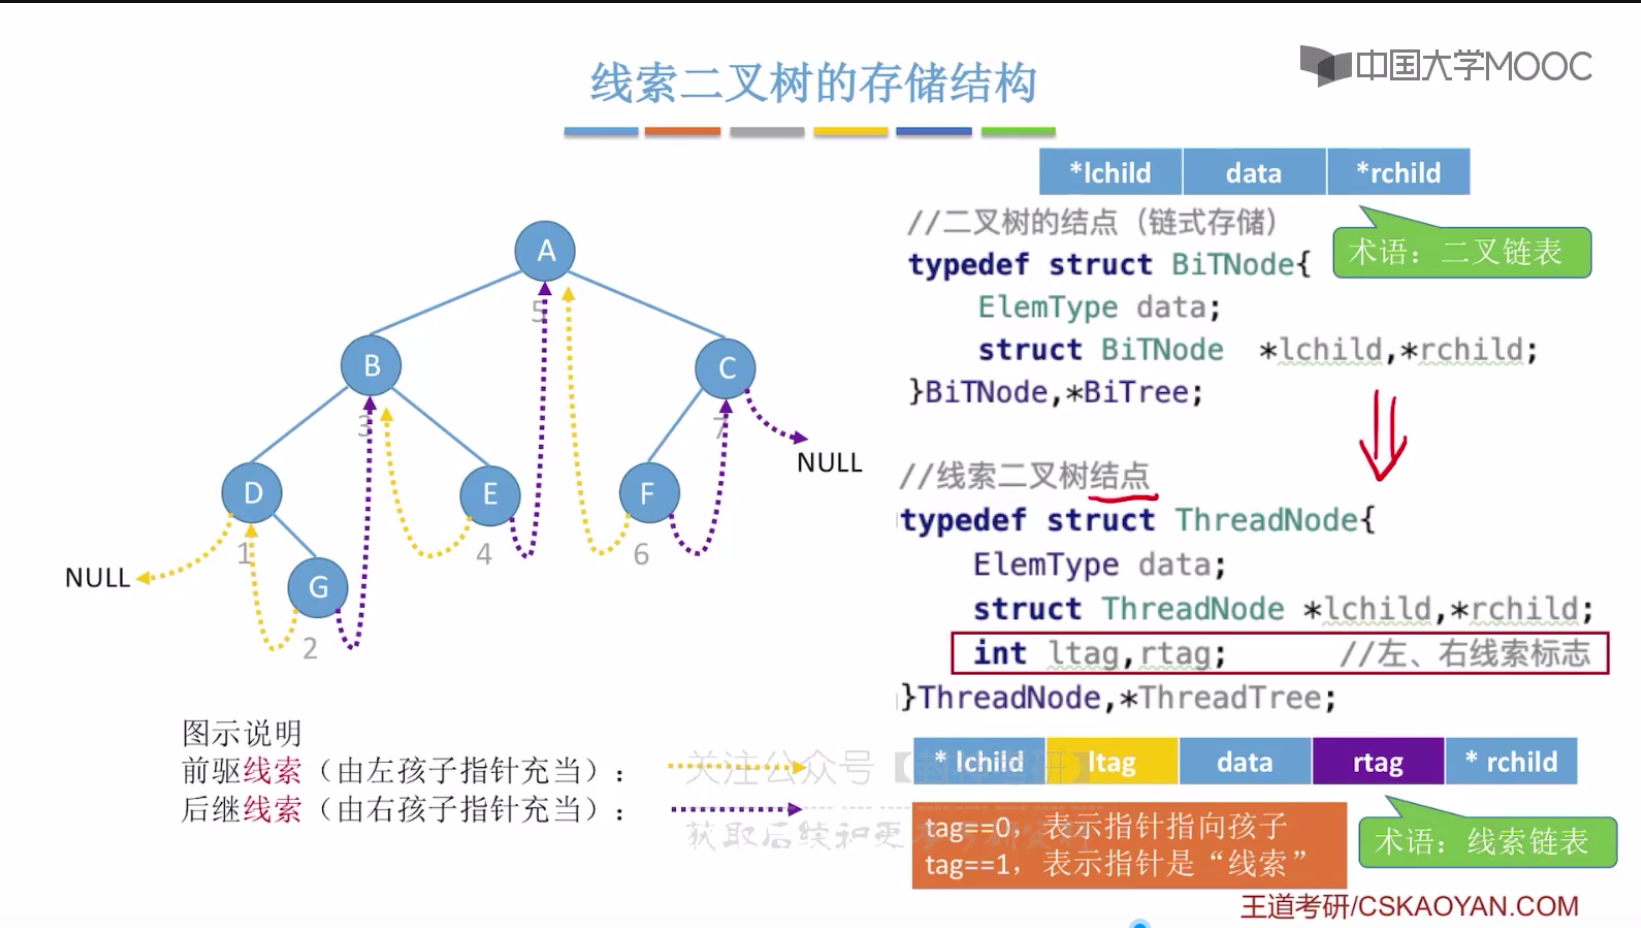 线索二叉树的存储结构
中国大学MOOC
*lchild data *rchild
//二叉树的结点（链式存储）
术语：二叉链表
typedef struct BiTNode{
ElemType data;
struct BiTNode *lchild,*rchild;
}BiTNode,*BiTree;
//线索二叉树结点
typedef struct ThreadNode{
ElemType data;
struct ThreadNode *lchild,*rchild;
int ltag,rtag; //左、右线索标志
}ThreadNode,*ThreadTree;
* lchild ltag data rtag * rchild
tag==0，表示指针指向孩子
tag==1，表示指针是“线索”
术语：线索链表
A
5
B C
3 7
NULL
D E F
1 4 6
NULL
G
2
图示说明
前驱线索（由左孩子指针充当）：
后继线索（由右孩子指针充当）：
关注公众号【
获取后续和更
王道考研/CSKAOYAN.COM